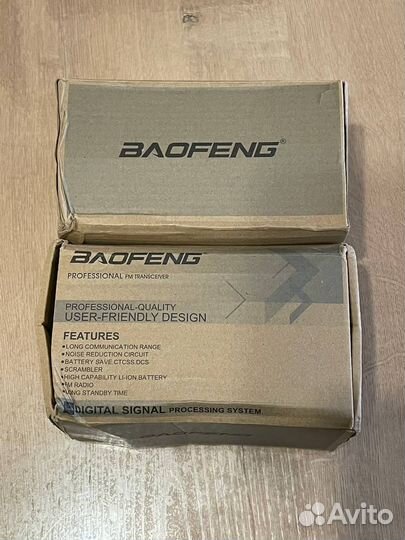 BAOFENG®
BAOFENG
PROFESSIONAL FM TRANSCEIVER
PROFESSIONAL-QUALITY
USER-FRIENDLY DESIGN
FEATURES
•LONG COMMUNICATION RANGE
•NOISE REDUCTION CIRCUIT
•BATTERY SAVE.CTCSS.DCS
•SCRAMBLER
•HIGH CAPABILITY LI-ION BATTERY
•FM RADIO
•LONG STANDBY TIME
DIGITAL SIGNAL PROCESSING SYSTEM
Avito